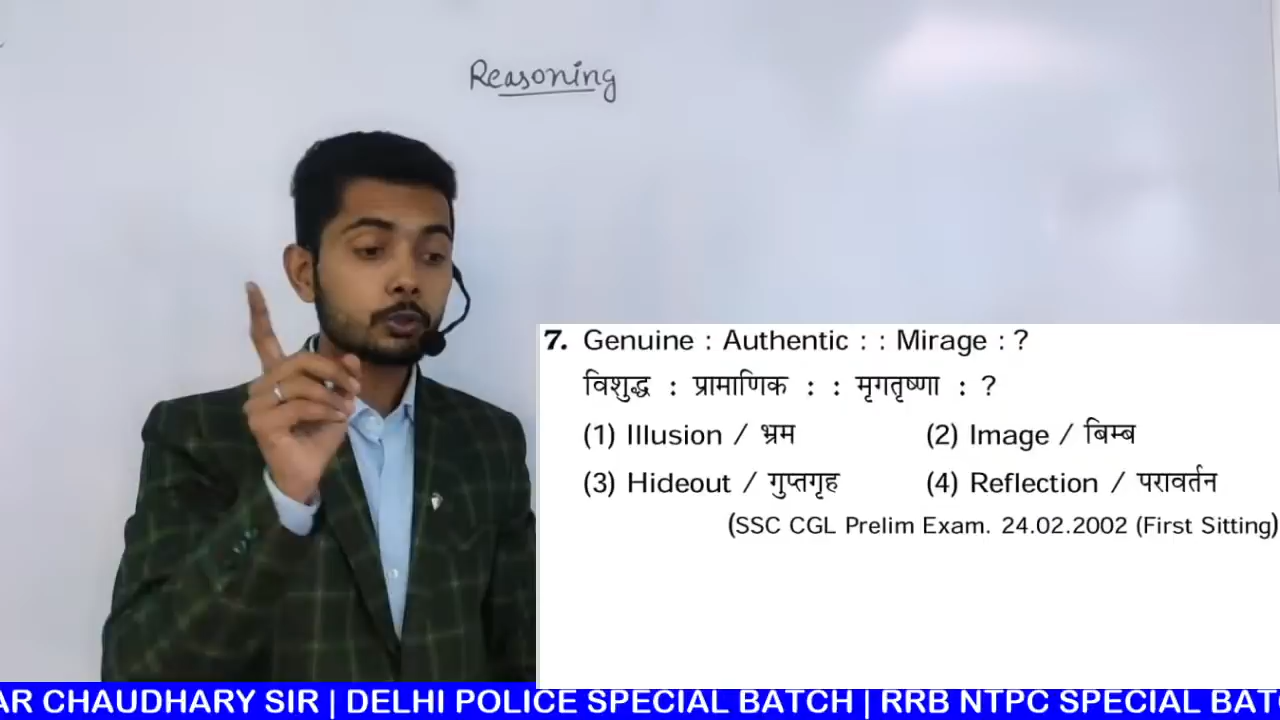 Reasoning
7. Genuine : Authentic : : Mirage : ?
विशुद्ध : प्रामाणिक : : मृगतृष्णा : ?
(1) Illusion / भ्रम (2) Image / बिम्ब
(3) Hideout / गुप्तगृह (4) Reflection / परावर्तन
(SSC CGL Prelim Exam. 24.02.2002 (First Sitting)
AR CHAUDHARY SIR | DELHI POLICE SPECIAL BATCH | RRB NTPC SPECIAL BAT